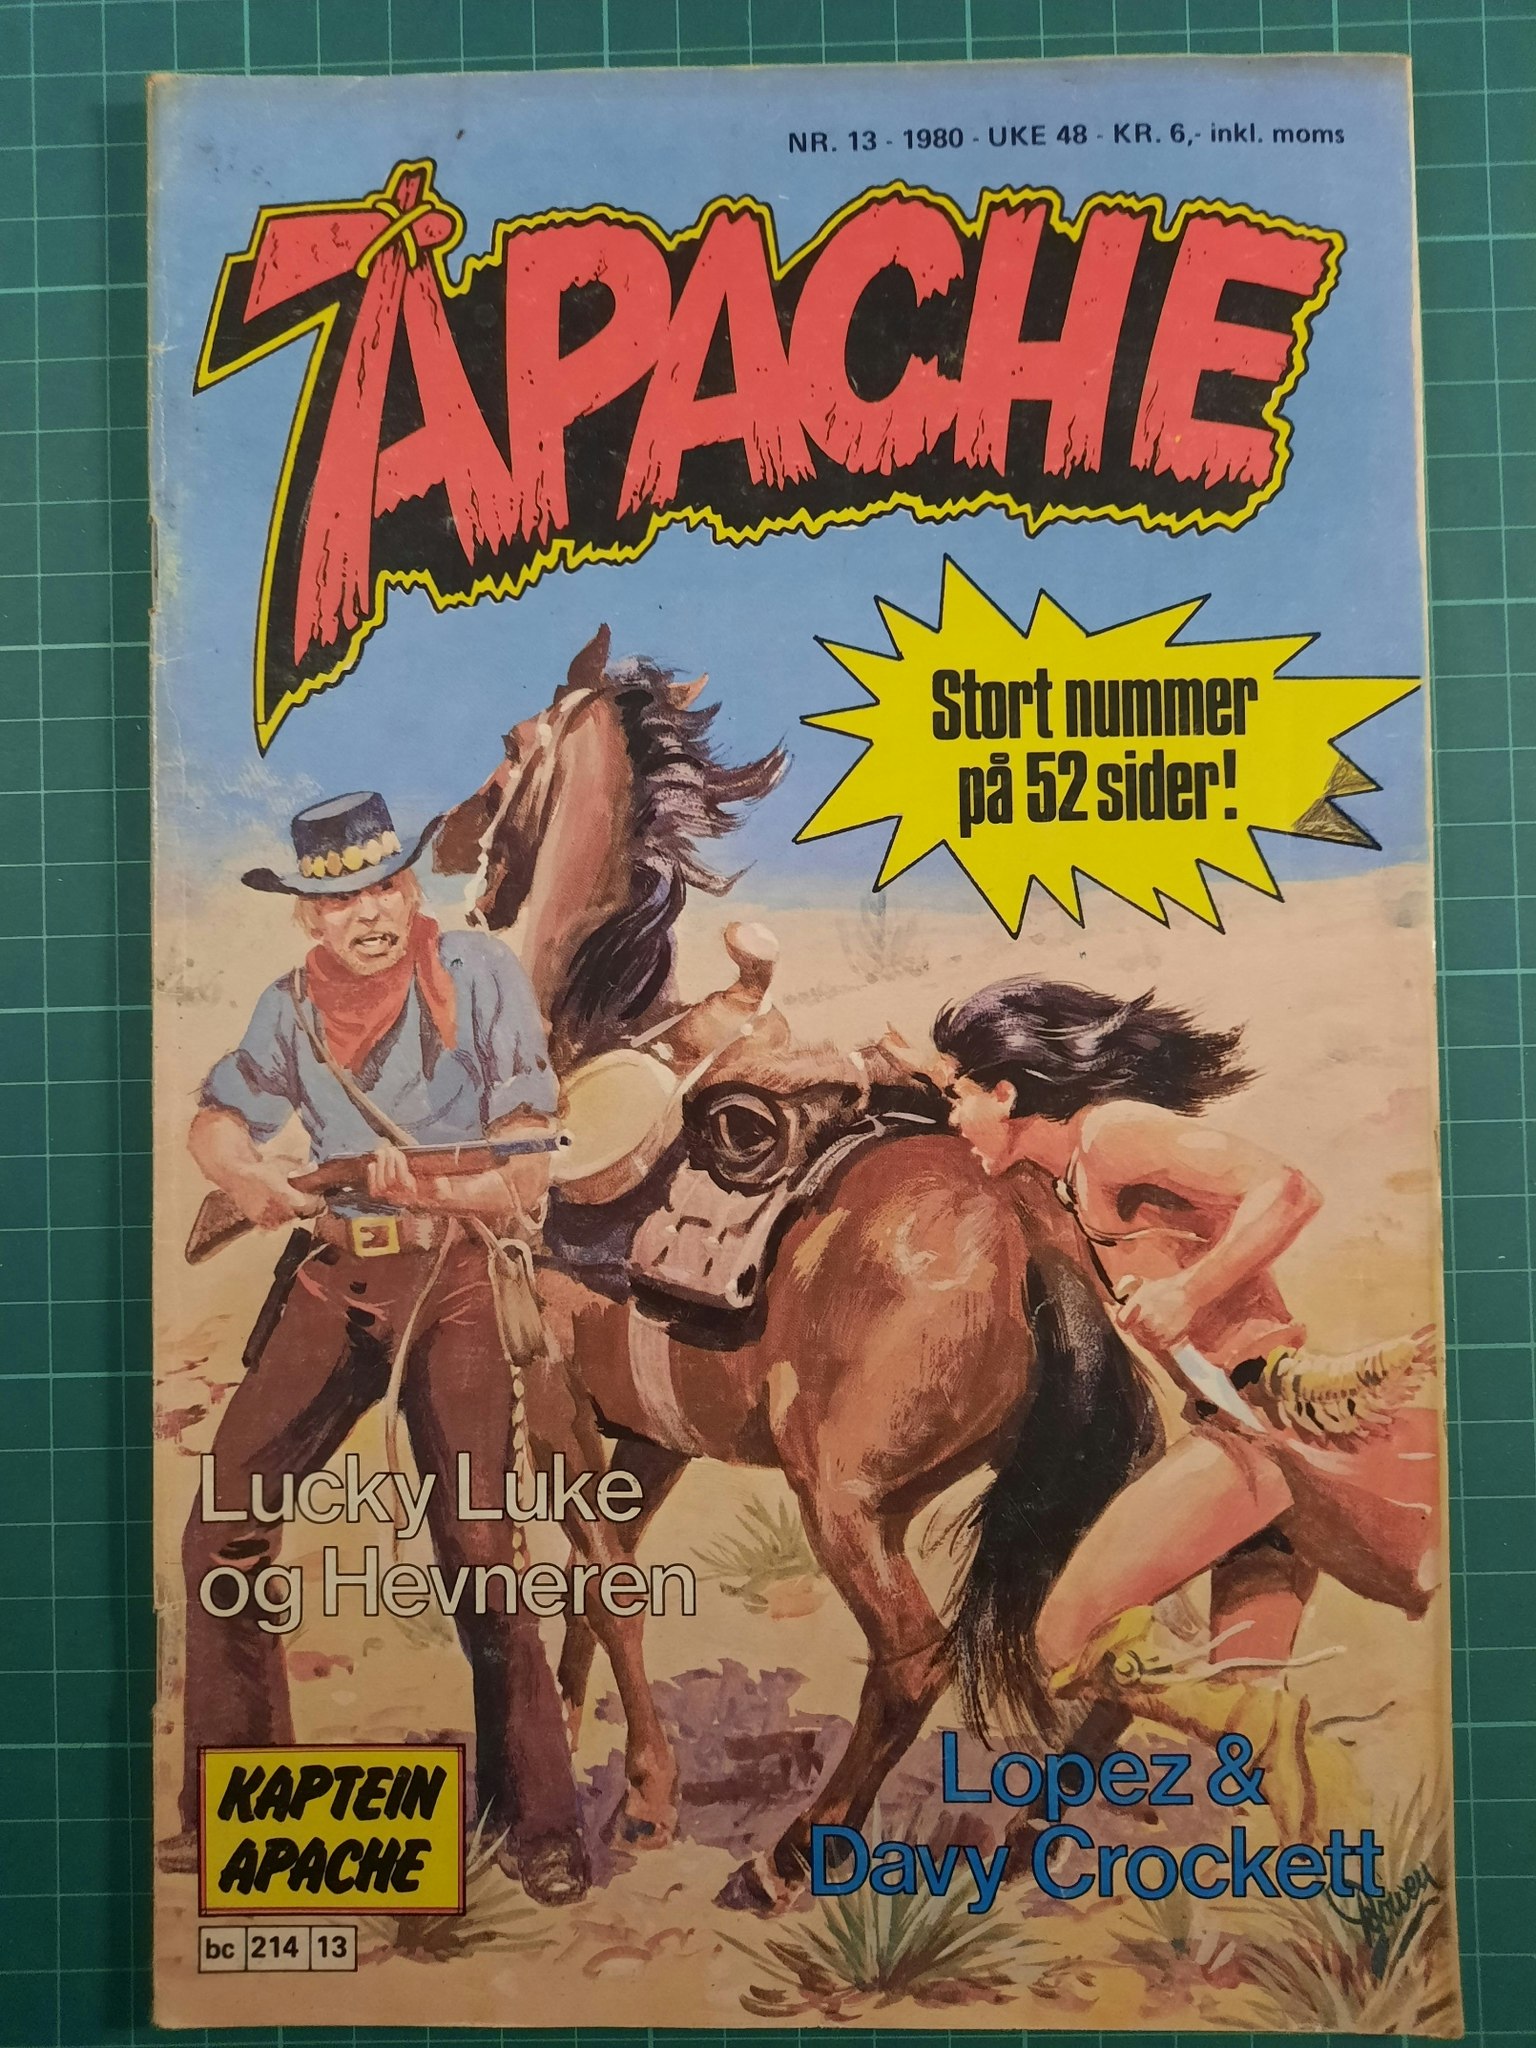 NR. 13 - 1980 - UKE 48 - KR. 6,- inkl. moms
APACHE
Stort nummer
på 52 sider!
Lucky Luke
og Hevneren
KAPTEIN
APACHE
Lopez &
Davy Crockett
bc 214 13